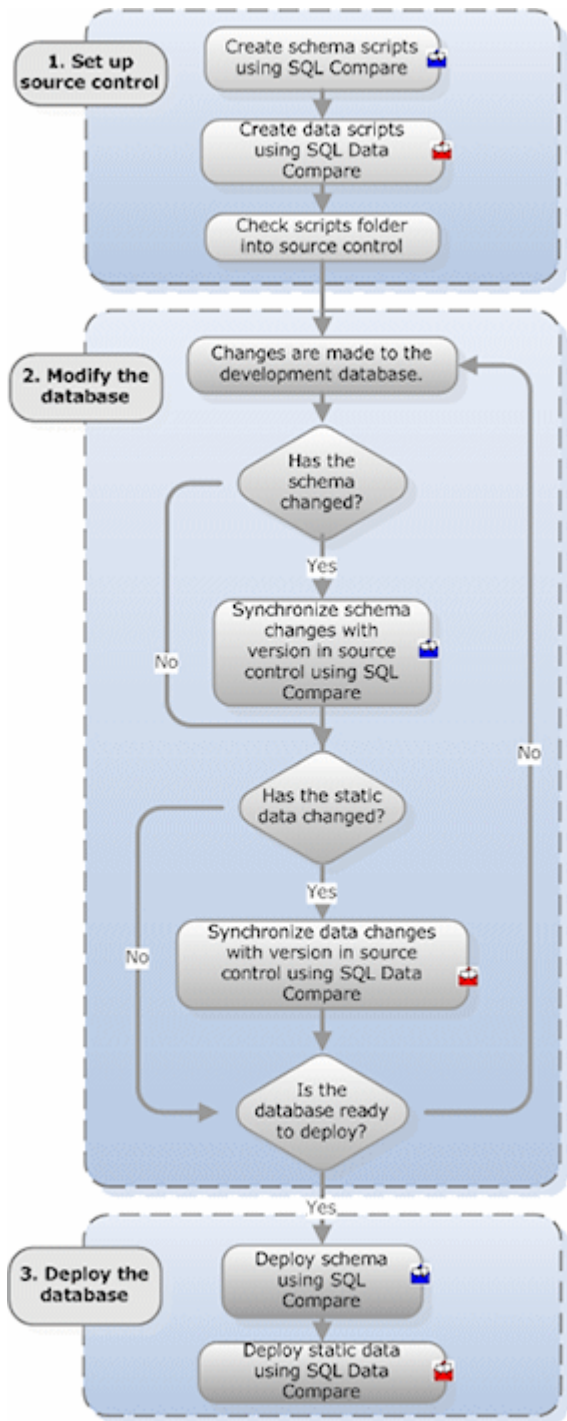 1. Set up
source control
Create schema scripts
using SQL Compare
Create data scripts
using SQL Data
Compare
Check scripts folder
into source control
2. Modify the
database
Changes are made to the
development database.
Has the
schema
changed?
Yes
No
Synchronize schema
changes with
version in source
control using SQL
Compare
Has the static
data changed?
Yes
No
Synchronize data changes
with version in source
control using SQL Data
Compare
Is the
database ready
to deploy?
No
Yes
3. Deploy the
database
Deploy schema
using SQL
Compare
Deploy static data
using SQL Data
Compare